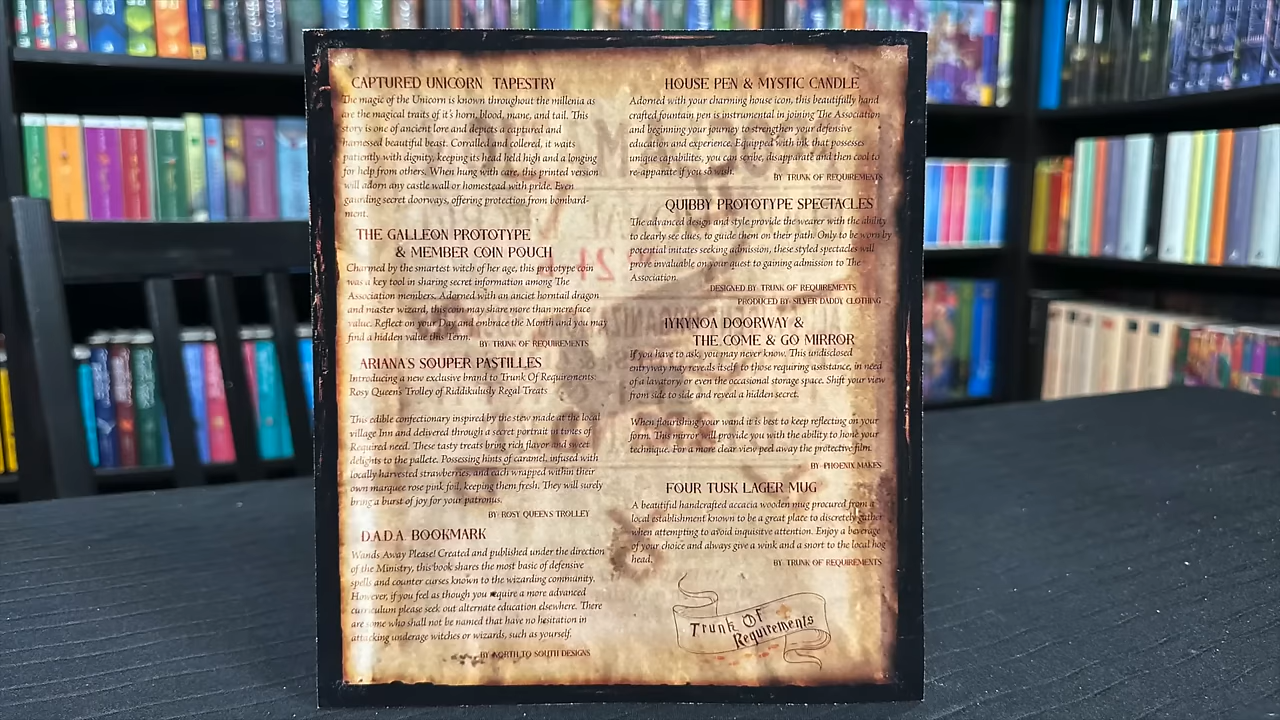 CAPTURED UNICORN TAPESTRY
The magic of the Unicorn is known throughout the millenia as
are the magical traits of it's horn, blood, mane, and tail. This
story is one of ancient lore and depicts a captured and
harnessed beautiful beast. Corralled and collered, it waits
patiently with dignity, keeping its head held high and a longing
for help from others. When hung with care, this printed version
will adorn any castle wall or homestead with pride. Even
gaurding secret doorways, offering protection from bombard-
ment.
THE GALLEON PROTOTYPE
& MEMBER COIN POUCH
Charmed by the smartest witch of her age, this prototype coin
was a key tool in sharing secret information among The
Association members. Adorned with an anciet horntail dragon
and master wizard, this coin may share more than mere face
value. Reflect on your Day and embrace the Month and you may
find a hidden value this Term.
BY TRUNK OF REQUIREMENTS
ARIANA'S SOUPER PASTILLES
Introducing a new exclusive brand to Trunk Of Requirements:
Rosy Queens Trolley of Riddikulusly Regal Treats
This edible confectionary inspired by the stew made at the local
village Inn and delivered through a secret portrait in times of
Required need. These tasty treats bring rich flavor and sweet
delights to the pallete. Possessing hints of caramel, infused with
locally harvested strawberries, and each wrapped within their
own marquee rose pink foil, keeping them fresh. They will surely
bring a burst of joy for your patronus.
BY: ROSY QUEENS TROLLEY
D.A.D.A. BOOKMARK
Wands Away Please! Created and published under the direction
of the Ministry, this book shares the most basic of defensive
spells and counter curses known to the wizarding community.
However, if you feel as though you require a more advanced
curriculum please seek out alternate education elsewhere. There
are some who shall not be named that have no hesitation in
attacking underage witches or wizards, such as yourself.
BY NORTH TO SOUTH DESIGNS
HOUSE PEN & MYSTIC CANDLE
Adorned with your charming house icon, this beautifully hand
crafted fountain pen is instrumental in joining The Association
and beginning your journey to strengthen your defensive
education and experience. Equipped with ink that possesses
unique capabilites, you can scribe, disapparate and then cool to
re-apparate if you so wish.
BY TRUNK OF REQUIREMENTS
QUIBBY PROTOTYPE SPECTACLES
The advanced design and style provide the wearer with the ability
to clearly see clues, to guide them on their path. Only to be worn by
potential initates seeking admission, these styled spectacles will
prove invaluable on your quest to gaining admission to The
Association.
DESIGNED BY: TRUNK OF REQUIREMENTS
PRODUCED BY: SILVER DADDY CLOTHING
IYKYNOA DOORWAY &
THE COME & GO MIRROR
If you have to ask, you may never know. This undisclosed
entryway may reveals itself to those requiring assistance, in need
of a lavatory, or even the occasional storage space. Shift your view
from side to side and reveal a hidden secret.
When flourishing your wand it is best to keep reflecting on your
form. This mirror will provide you with the ability to hone your
technique. For a more clear view peel away the protective film.
BY PHOENIX MAKES
FOUR TUSK LAGER MUG
A beautiful handcrafted accacia wooden mug procured from a
local establishment known to be a great place to discretely gather
when attempting to avoid inquisitive attention. Enjoy a beverage
of your choice and always give a wink and a snort to the local hog
head.
BY TRUNK OF REQUIREMENTS
Trunk Of
Requirements